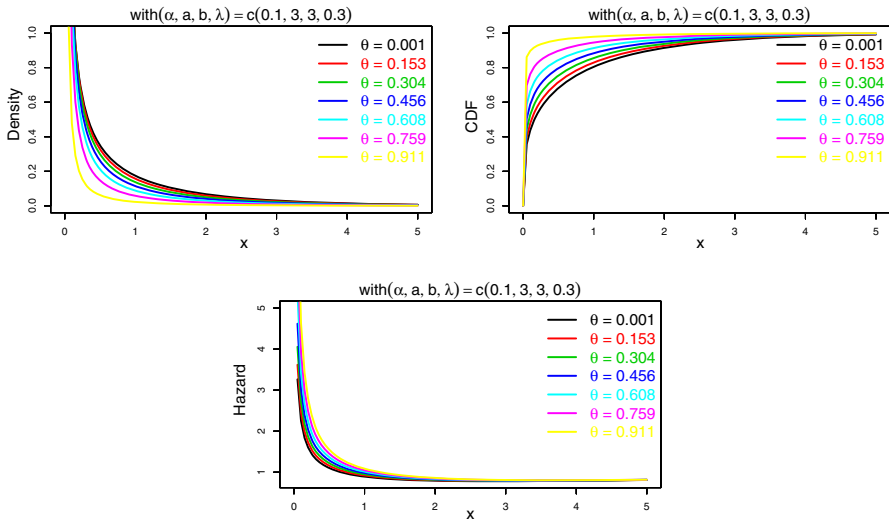 with(α, a, b, λ) = c(0.1, 3, 3, 0.3)
Density
1.0
0.8
0.6
0.4
0.2
0.0
θ = 0.001
θ = 0.153
θ = 0.304
θ = 0.456
θ = 0.608
θ = 0.759
θ = 0.911
0 1 2 3 4 5
x
with(α, a, b, λ) = c(0.1, 3, 3, 0.3)
CDF
1.0
0.8
0.6
0.4
0.2
0.0
θ = 0.001
θ = 0.153
θ = 0.304
θ = 0.456
θ = 0.608
θ = 0.759
θ = 0.911
0 1 2 3 4 5
x
with(α, a, b, λ) = c(0.1, 3, 3, 0.3)
Hazard
5
4
3
2
1
θ = 0.001
θ = 0.153
θ = 0.304
θ = 0.456
θ = 0.608
θ = 0.759
θ = 0.911
0 1 2 3 4 5
x